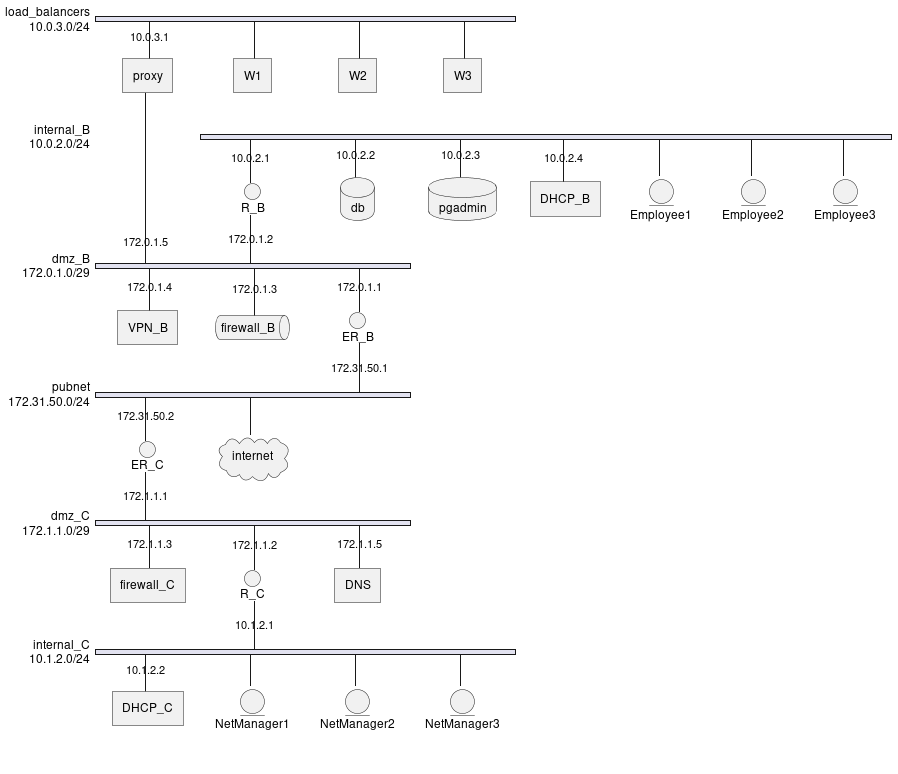 load_balancers
10.0.3.0/24
10.0.3.1
proxy W1 W2 W3
internal_B
10.0.2.0/24
10.0.2.1 10.0.2.2 10.0.2.3 10.0.2.4
R_B db pgadmin DHCP_B Employee1 Employee2 Employee3
172.0.1.5 172.0.1.2
dmz_B
172.0.1.0/29
172.0.1.4 172.0.1.3 172.0.1.1
VPN_B firewall_B ER_B
172.31.50.1
pubnet
172.31.50.0/24
172.31.50.2
ER_C internet
172.1.1.1
dmz_C
172.1.1.0/29
172.1.1.3 172.1.1.2 172.1.1.5
firewall_C R_C DNS
10.1.2.1
internal_C
10.1.2.0/24
10.1.2.2
DHCP_C NetManager1 NetManager2 NetManager3